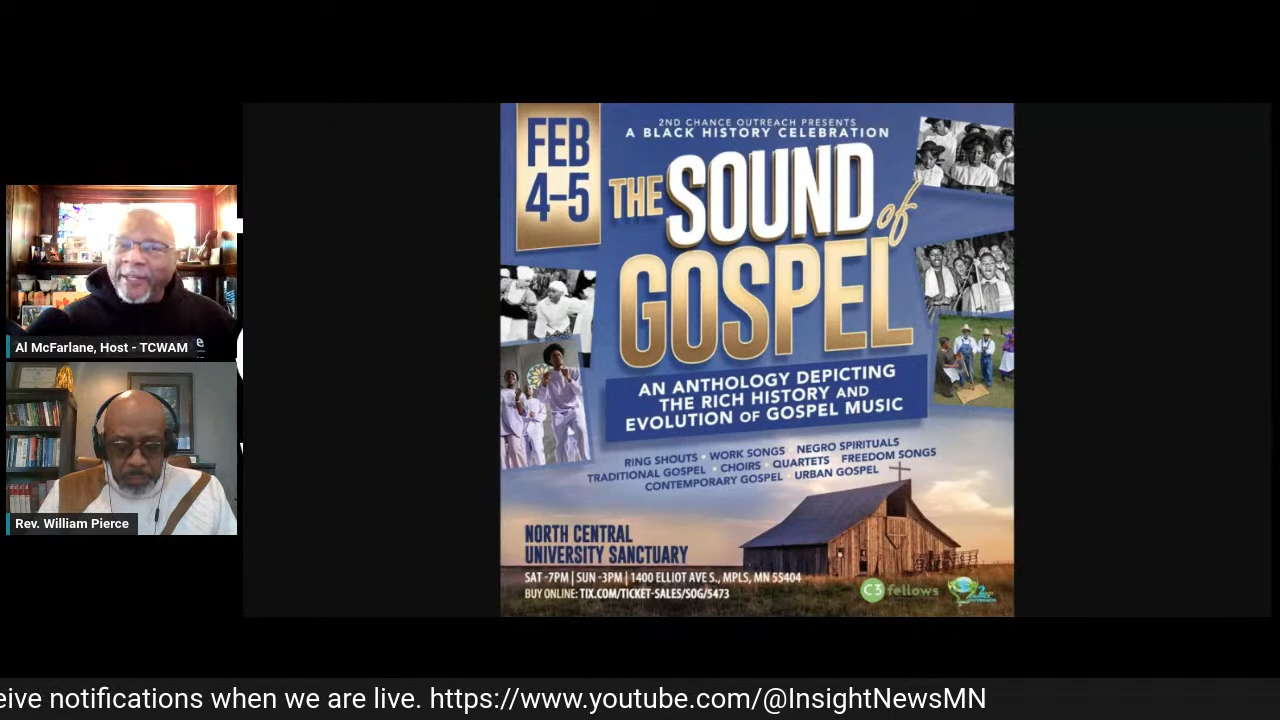 Al McFarlane, Host - TCWAM
Rev. William Pierce
FEB
4-5
2ND CHANCE OUTREACH PRESENTS
A BLACK HISTORY CELEBRATION
THE SOUND of
GOSPEL
AN ANTHOLOGY DEPICTING
THE RICH HISTORY AND
EVOLUTION OF GOSPEL MUSIC
RING SHOUTS • WORK SONGS • NEGRO SPIRITUALS
TRADITIONAL GOSPEL • CHOIRS • QUARTETS • FREEDOM SONGS
CONTEMPORARY GOSPEL • URBAN GOSPEL
NORTH CENTRAL
UNIVERSITY SANCTUARY
SAT -7PM | SUN -3PM | 1400 ELLIOT AVE S., MPLS, MN 55404
BUY ONLINE: TIX.COM/TICKET-SALES/SOG/5473
C3 fellows
eive notifications when we are live. https://www.youtube.com/@InsightNewsMN